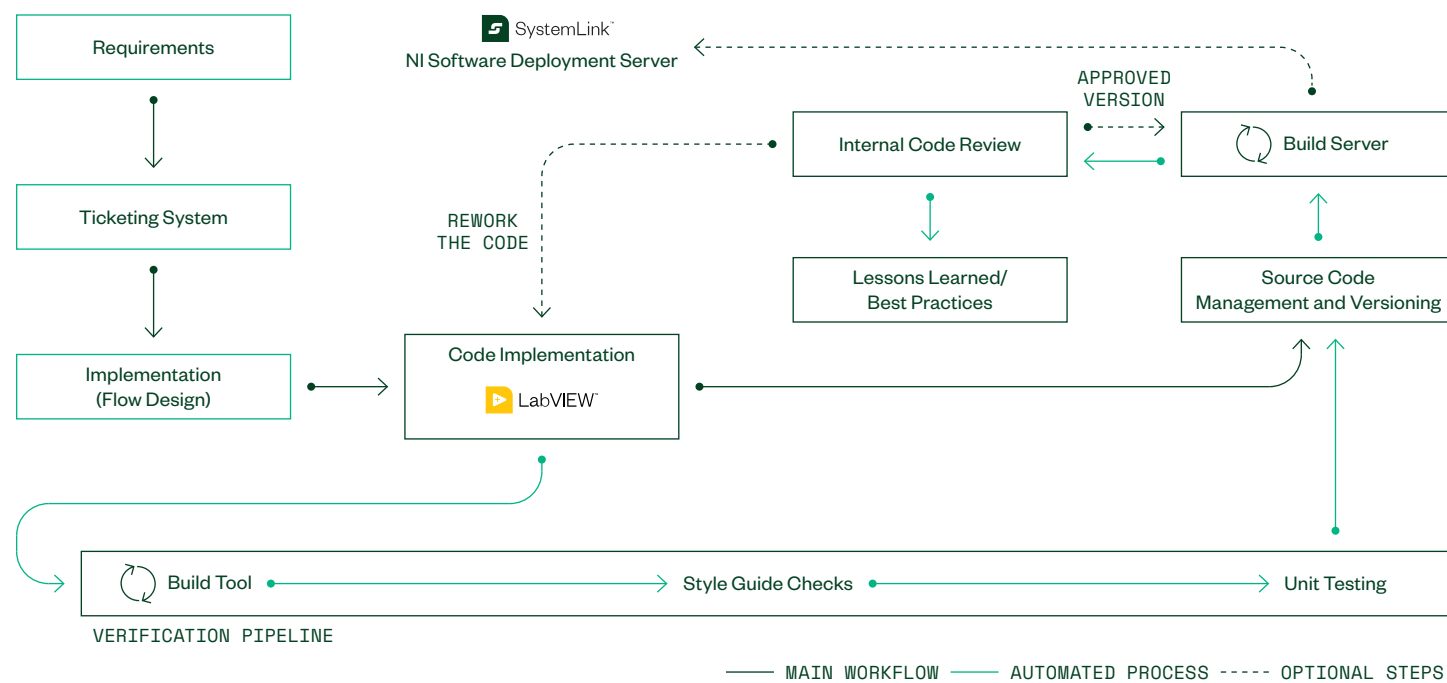 Requirements
SystemLink™
NI Software Deployment Server
APPROVED
VERSION
Internal Code Review
Build Server
Ticketing System
REWORK
THE CODE
Lessons Learned/
Best Practices
Source Code
Management and Versioning
Implementation
(Flow Design)
Code Implementation
LabVIEW™
Build Tool
Style Guide Checks
Unit Testing
VERIFICATION PIPELINE
MAIN WORKFLOW
AUTOMATED PROCESS
OPTIONAL STEPS